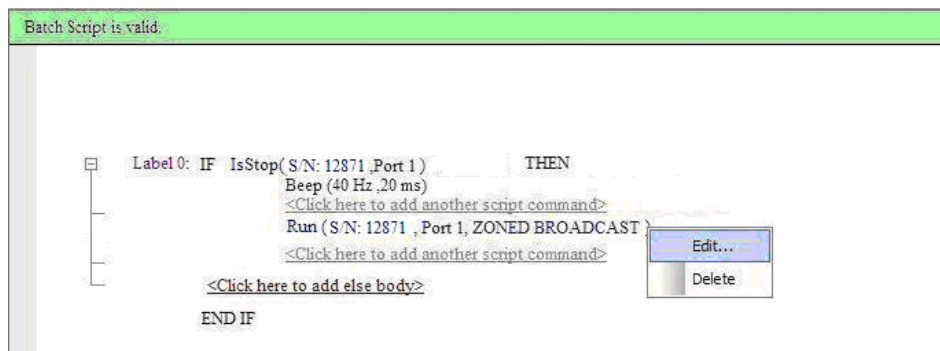 Batch Script is valid.
Label 0: IF IsStop( S/N: 12871 ,Port 1 ) THEN
Beep (40 Hz ,20 ms)
<Click here to add another script command>
Run ( S/N: 12871 , Port 1, ZONED BROADCAST )
Edit...
<Click here to add another script command>
Delete
<Click here to add else body>
END IF